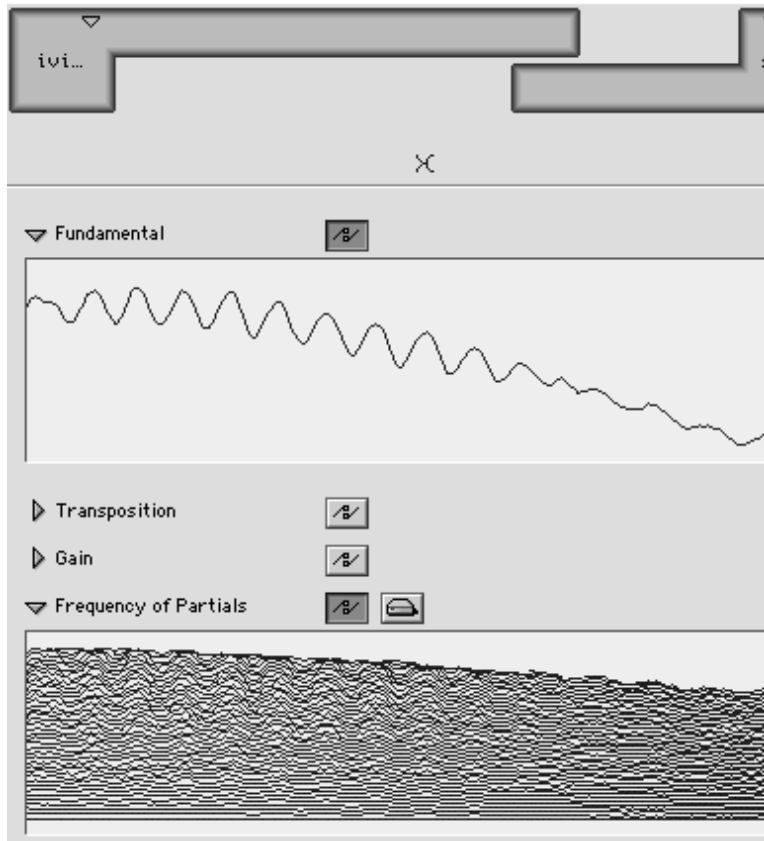 ivi…
Fundamental
Transposition
Gain
Frequency of Partials